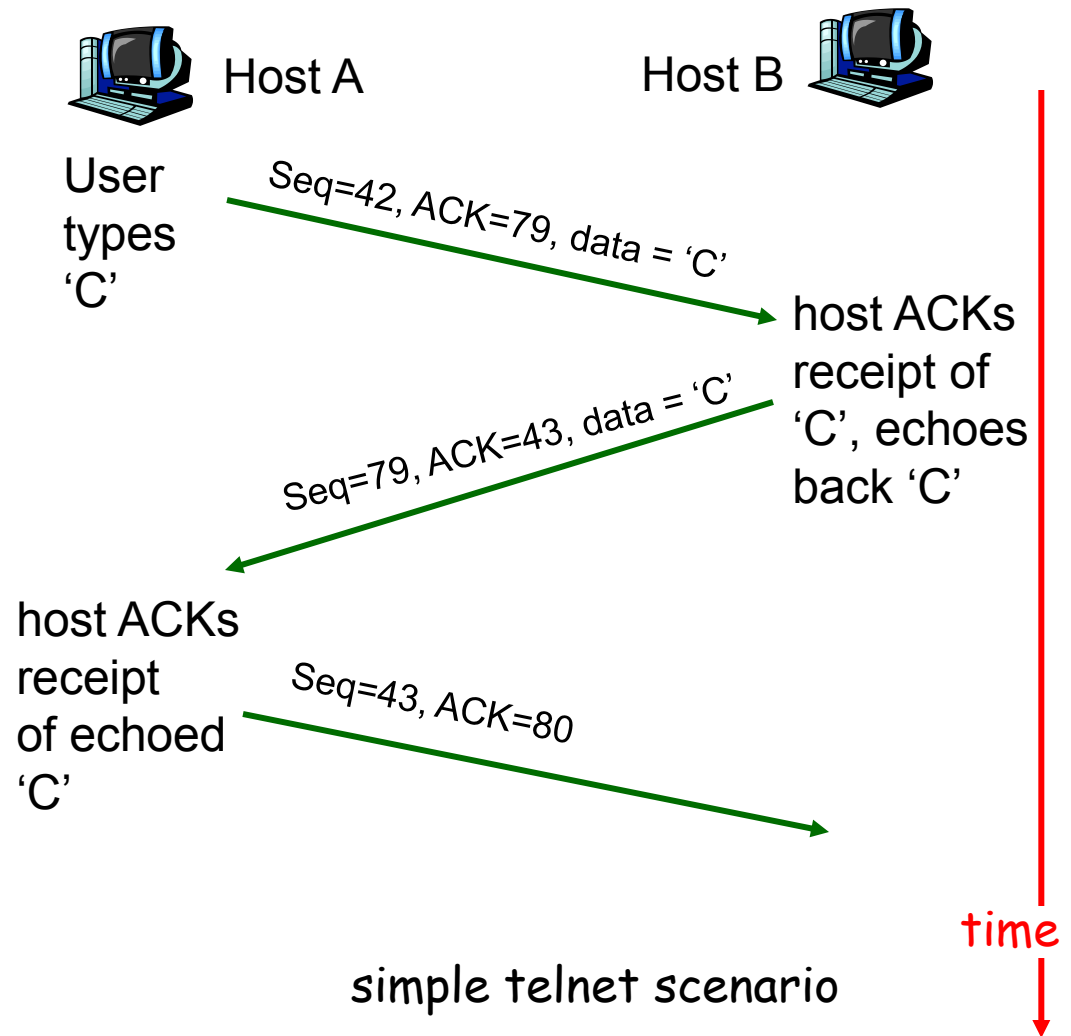 Host A
Host B
User
types
‘C’
Seq=42, ACK=79, data = ‘C’
host ACKs
receipt of
‘C’, echoes
back ‘C’
Seq=79, ACK=43, data = ‘C’
host ACKs
receipt
of echoed
‘C’
Seq=43, ACK=80
time
simple telnet scenario